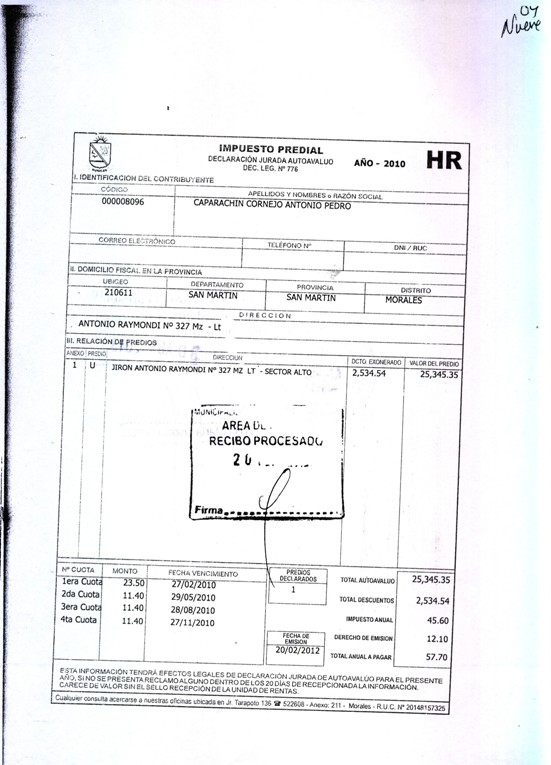 04
Nueve
IMPUESTO PREDIAL
DECLARACIÓN JURADA AUTOAVALUO
DEC. LEG. Nº 776
AÑO - 2010
HR
I. IDENTIFICACION DEL CONTRIBUTENTE
CÓDIGO
000008096
APELLIDOS Y NOMBRES o RAZÓN SOCIAL
CAPARACHIN CORNEJO ANTONIO PEDRO
CORREO ELECTRÓNICO
TELÉFONO Nº
DNI / RUC
II. DOMICILIO FISCAL EN LA PROVINCIA
UBIGEO
DEPARTAMENTO
PROVINCIA
DISTRITO
210611
SAN MARTIN
SAN MARTIN
MORALES
DIRECCION
ANTONIO RAYMONDI Nº 327 Mz - Lt
III. RELACIÓN DE PREDIOS
ANEXO PREDIO DIRECCIÓN DCTO. EXONERADO VALOR DEL PREDIO
1 U JIRON ANTONIO RAYMONDI Nº 327 MZ LT - SECTOR ALTO 2,534.54 25,345.35
AREA DE
RECIBO PROCESADO
20
Firma
Nº CUOTA MONTO FECHA VENCIMIENTO
1era Cuota 23.50 27/02/2010
2da Cuota 11.40 29/05/2010
3era Cuota 11.40 28/08/2010
4ta Cuota 11.40 27/11/2010
PREDIOS
DECLARADOS
1
FECHA DE
EMISION
20/02/2012
TOTAL AUTOAVALUO 25,345.35
TOTAL DESCUENTOS 2,534.54
IMPUESTO ANUAL 45.60
DERECHO DE EMISION 12.10
TOTAL ANUAL A PAGAR 57.70
ESTA INFORMACIÓN TENDRÁ EFECTOS LEGALES DE DECLARACIÓN JURADA DE AUTOAVALÚO PARA EL PRESENTE
AÑO, SI NO SE PRESENTA RECLAMO ALGUNO DENTRO DE LOS 20 DÍAS DE RECEPCIONADA LA INFORMACIÓN.
CARECE DE VALOR SIN EL SELLO RECEPCIÓN DE LA UNIDAD DE RENTAS.
Cualquier consulta acercarse a nuestras oficinas ubicada en Jr. Tarapoto 136 ☎ 522608 - Anexo: 211 - Morales - R.U.C. Nº 20148157325